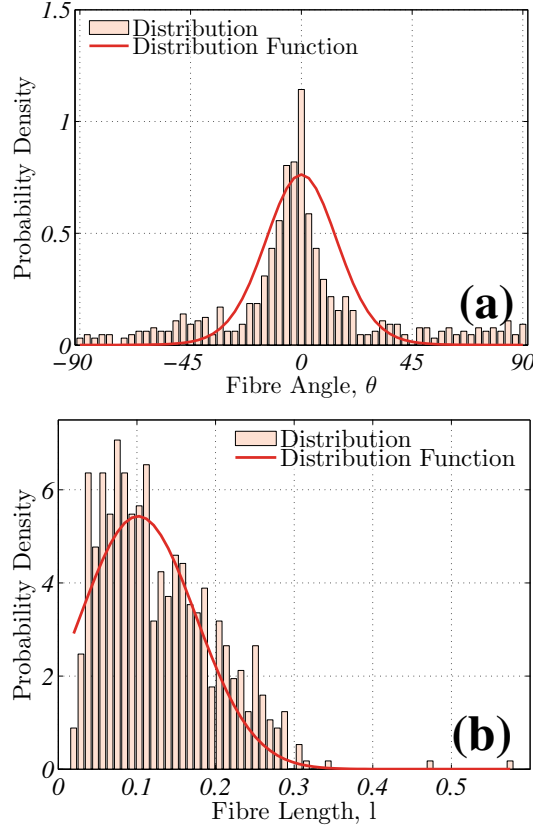 1.5
Distribution
Distribution Function
1
0.5
0
Probability Density
(a)
−90 −45 0 45 90
Fibre Angle, θ
Distribution
Distribution Function
6
4
2
0
Probability Density
(b)
0 0.1 0.2 0.3 0.4 0.5
Fibre Length, l